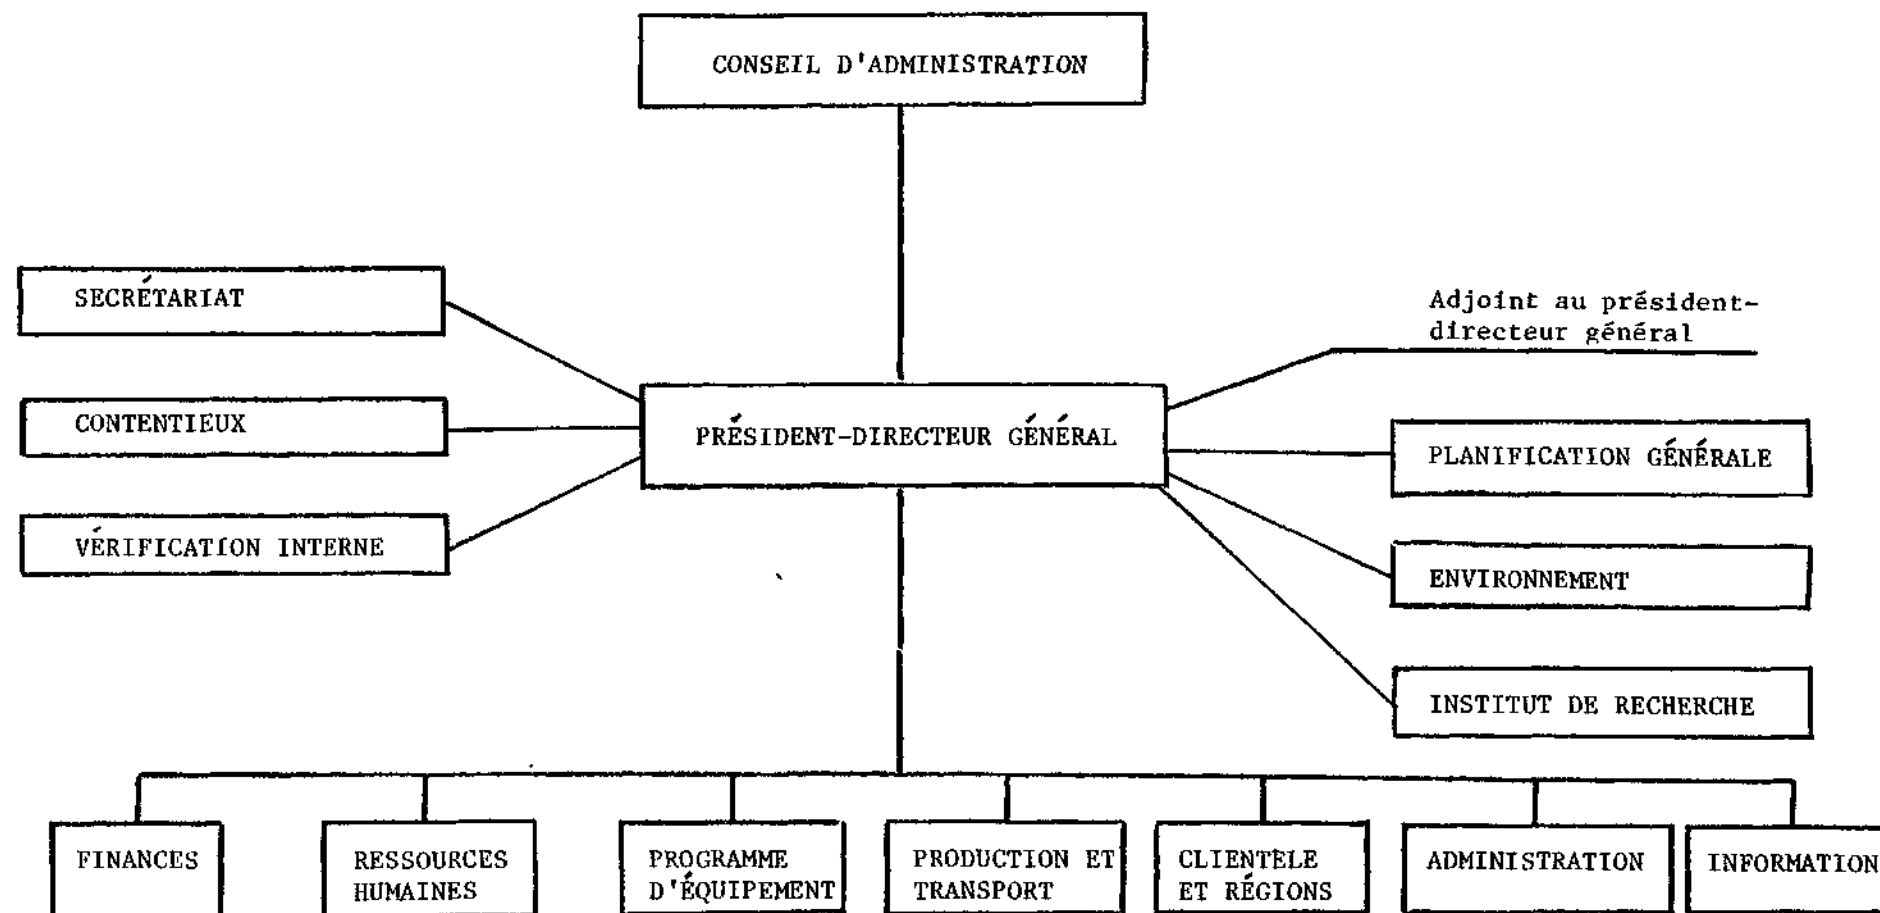 CONSEIL D'ADMINISTRATION
SECRÉTARIAT
Adjoint au président-
directeur général
CONTENTIEUX
PRÉSIDENT-DIRECTEUR GÉNÉRAL
PLANIFICATION GÉNÉRALE
VÉRIFICATION INTERNE
ENVIRONNEMENT
INSTITUT DE RECHERCHE
FINANCES
RESSOURCES
HUMAINES
PROGRAMME
D'ÉQUIPEMENT
PRODUCTION ET
TRANSPORT
CLIENTELE
ET RÉGIONS
ADMINISTRATION
INFORMATION